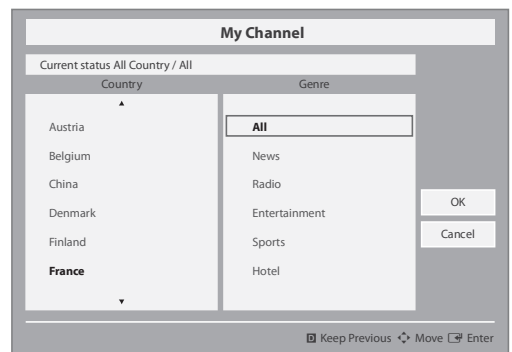 My Channel
Current status All Country / All
Country
Genre
Austria
Belgium
China
Denmark
Finland
France
All
News
Radio
Entertainment
Sports
Hotel
OK
Cancel
D Keep Previous Move Enter